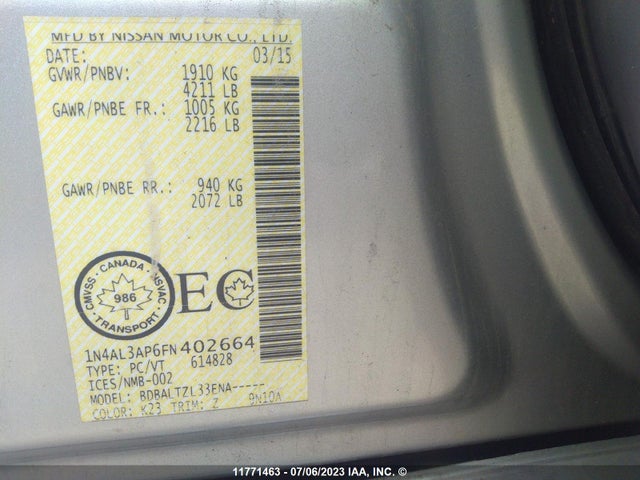 MFD BY NISSAN MOTOR CO., LTD.
DATE: 03/15
GVWR/PNBV: 1910 KG
4211 LB
GAWR/PNBE FR.: 1005 KG
2216 LB
GAWR/PNBE RR.: 940 KG
2072 LB
CMVSS · CANADA · NSVAC
986
TRANSPORT
EC
1N4AL3AP6FN402664
614828
TYPE: PC/VT
ICES/NMB-002
MODEL: BDBALTZL33ENA-----
COLOR: K23 TRIM: Z 9N10A
11771463 - 07/06/2023 IAA, INC. ©